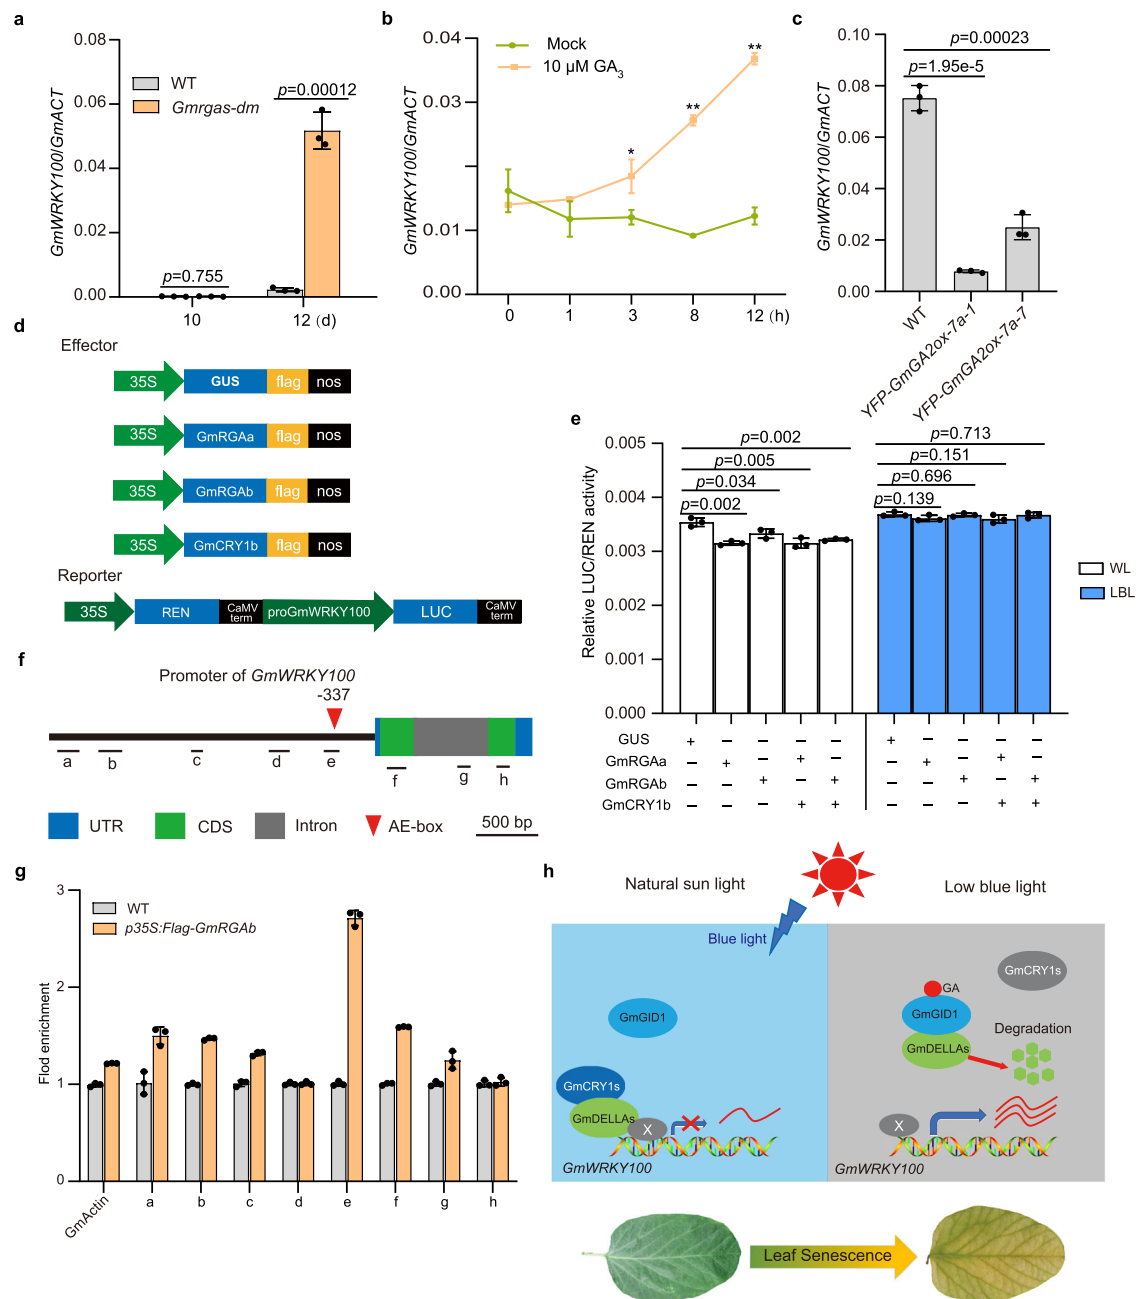 a
0.08
0.06
0.04
0.02
0.00
GmWRKY100/GmACT
WT
Gmrgas-dm
p=0.00012
p=0.755
10
12 (d)
b
0.04
0.03
0.02
0.01
0.00
GmWRKY100/GmACT
Mock
10 µM GA3
*
**
**
0
1
3
8
12 (h)
c
0.10
0.08
0.06
0.04
0.02
0.00
GmWRKY100/GmACT
p=0.00023
p=1.95e-5
WT
YFP-GmGA2ox-7a-1
YFP-GmGA2ox-7a-7
d
Effector
35S GUS flag nos
35S GmRGAa flag nos
35S GmRGAb flag nos
35S GmCRY1b flag nos
Reporter
35S REN CaMV term proGmWRKY100 LUC CaMV term
e
0.005
0.004
0.003
0.002
0.001
0.000
Relative LUC/REN activity
p=0.002
p=0.005
p=0.034
p=0.002
p=0.713
p=0.151
p=0.696
p=0.139
WL
LBL
GUS + – – – – + – – – –
GmRGAa – + – + – – + – + –
GmRGAb – – + – + – – + – +
GmCRY1b – – – + + – – – + +
f
Promoter of GmWRKY100
-337
a
b
c
d
e
f
g
h
UTR
CDS
Intron
AE-box
500 bp
g
3
2
1
0
Flod enrichment
WT
p35S:Flag-GmRGAb
GmActin
a
b
c
d
e
f
g
h
h
Natural sun light
Low blue light
Blue light
GmGID1
GmCRY1s
GmDELLAs
X
GmWRKY100
GmCRY1s
GA
GmGID1
GmDELLAs
Degradation
X
GmWRKY100
Leaf Senescence